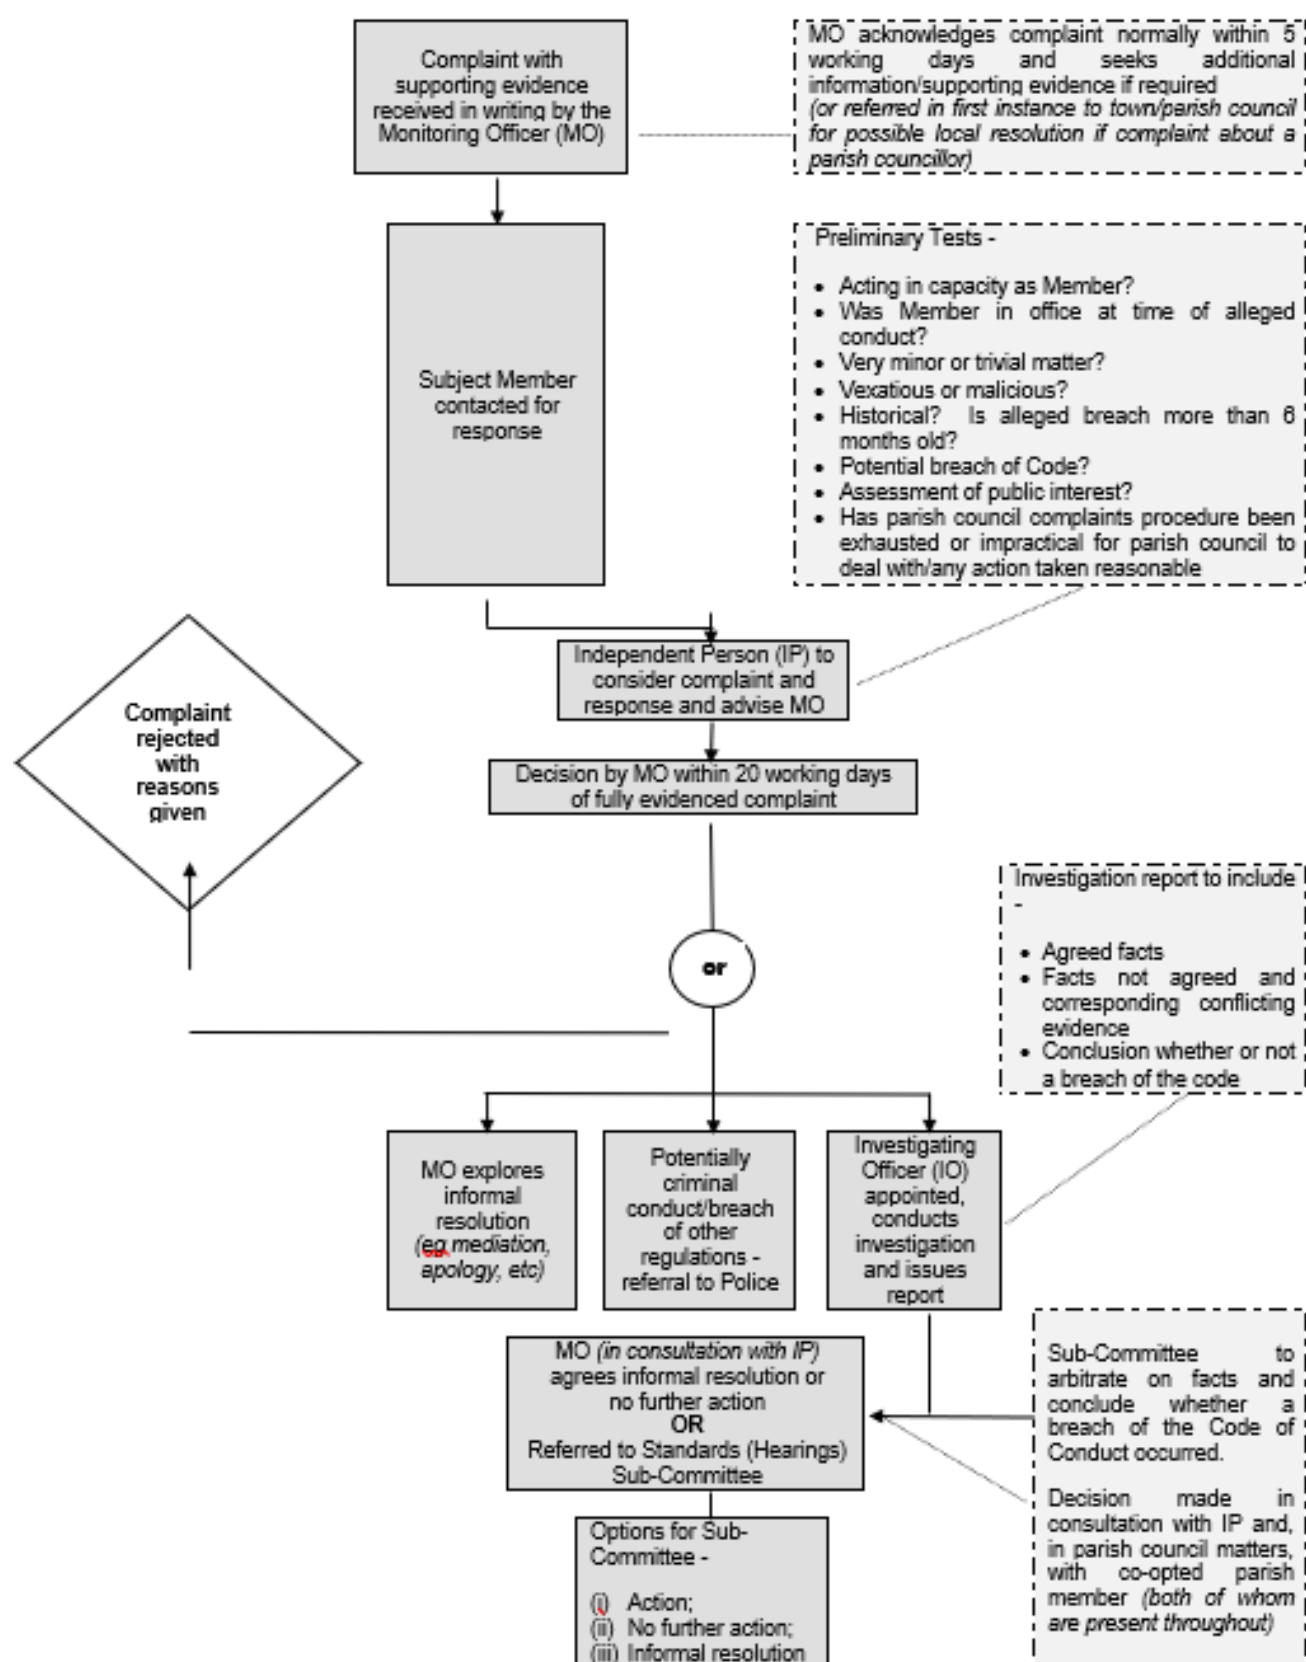 Complaint with
supporting evidence
received in writing by the
Monitoring Officer (MO)
MO acknowledges complaint normally within 5
working days and seeks additional
information/supporting evidence if required
(or referred in first instance to town/parish council
for possible local resolution if complaint about a
parish councillor)
Subject Member
contacted for
response
Preliminary Tests -
• Acting in capacity as Member?
• Was Member in office at time of alleged
conduct?
• Very minor or trivial matter?
• Vexatious or malicious?
• Historical? Is alleged breach more than 6
months old?
• Potential breach of Code?
• Assessment of public interest?
• Has parish council complaints procedure been
exhausted or impractical for parish council to
deal with/any action taken reasonable
Independent Person (IP) to
consider complaint and
response and advise MO
Complaint
rejected
with
reasons
given
Decision by MO within 20 working days
of fully evidenced complaint
or
Investigation report to include
-
• Agreed facts
• Facts not agreed and
corresponding conflicting
evidence
• Conclusion whether or not
a breach of the code
MO explores
informal
resolution
(eg mediation,
apology, etc)
Potentially
criminal
conduct/breach
of other
regulations -
referral to Police
Investigating
Officer (IO)
appointed,
conducts
investigation
and issues
report
MO (in consultation with IP)
agrees informal resolution or
no further action
OR
Referred to Standards (Hearings)
Sub-Committee
Sub-Committee to
arbitrate on facts and
conclude whether a
breach of the Code of
Conduct occurred.
Decision made in
consultation with IP and,
in parish council matters,
with co-opted parish
member (both of whom
are present throughout)
Options for Sub-
Committee -
(i) Action;
(ii) No further action;
(iii) Informal resolution